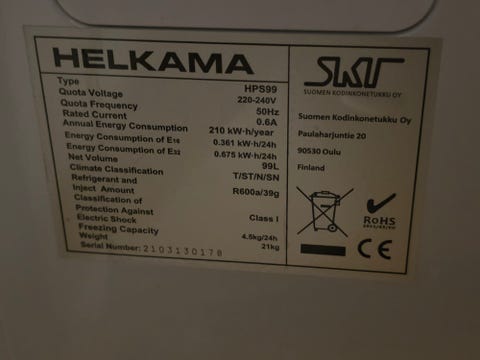 HELKAMA
Type HPS99
Quota Voltage 220-240V
Quota Frequency 50Hz
Rated Current 0.6A
Annual Energy Consumption 210 kW·h/year
Energy Consumption of E16 0.361 kW·h/24h
Energy Consumption of E32 0.675 kW·h/24h
Net Volume 99L
Climate Classification T/ST/N/SN
Refrigerant and
Inject Amount R600a/39g
Classification of
Protection Against
Electric Shock Class I
Freezing Capacity 4.5kg/24h
Weight 21kg
Serial Number: 2103130178
SKT
SUOMEN KODINKONETUKKU OY
Suomen Kodinkonetukku Oy
Paulaharjuntie 20
90530 Oulu
Finland
RoHS
CE